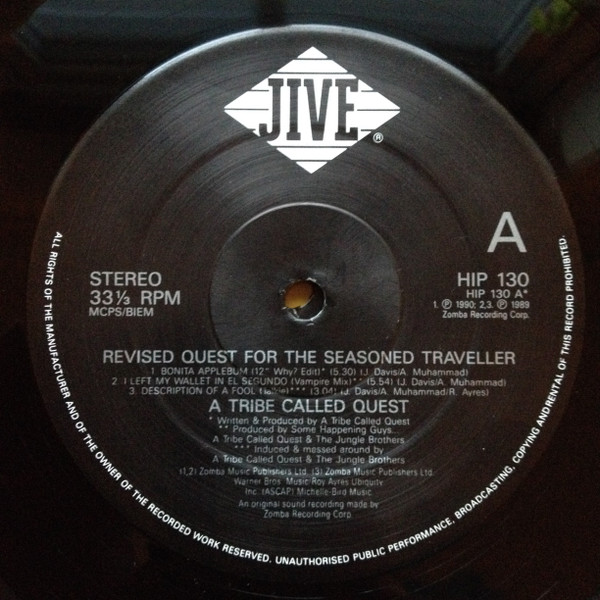 JIVE
®
A
STEREO
33⅓ RPM
MCPS/BIEM
HIP 130
HIP 130 A*
1. Ⓟ 1990; 2,3. Ⓟ 1989
Zomba Recording Corp.
REVISED QUEST FOR THE SEASONED TRAVELLER
1. BONITA APPLEBUM (12" Why? Edit)* (5.30) (J. Davis/A. Muhammad)
2. I LEFT MY WALLET IN EL SEGUNDO (Vampire Mix)** (5.54) (J. Davis/A. Muhammad)
3. DESCRIPTION OF A FOOL *** (3.04) (J. Davis/A. Muhammad/R. Ayres)
A TRIBE CALLED QUEST
* Written & Produced by A Tribe Called Quest
** Produced by Some Happening Guys...
A Tribe Called Quest & The Jungle Brothers
*** Induced & messed around by
A Tribe Called Quest & The Jungle Brothers
(1,2) Zomba Music Publishers Ltd. (3) Zomba Music Publishers Ltd.
Warner Bros. Music/Roy Ayres Ubiquity
Inc. (ASCAP) Michelle-Bird Music
An original sound recording made by
Zomba Recording Corp.
ALL RIGHTS OF THE MANUFACTURER AND OF THE OWNER OF THE RECORDED WORK RESERVED. UNAUTHORISED PUBLIC PERFORMANCE, BROADCASTING, COPYING AND RENTAL OF THIS RECORD PROHIBITED.